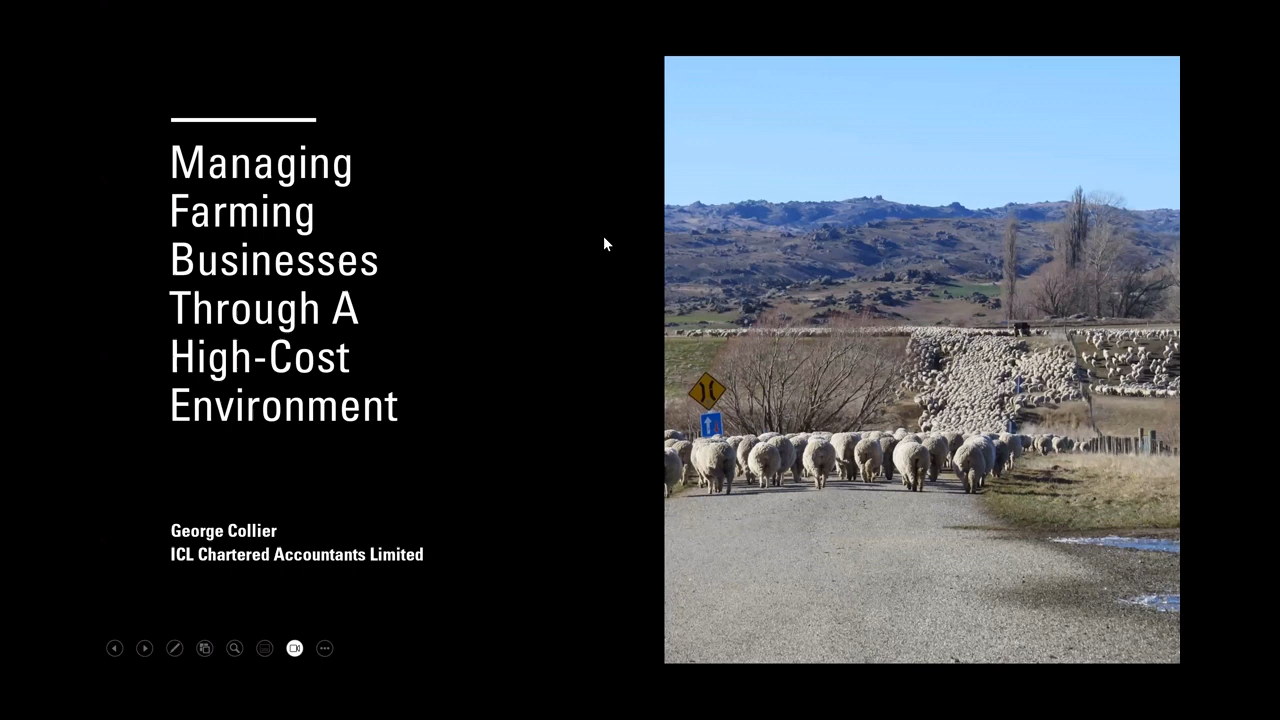 Managing
Farming
Businesses
Through A
High-Cost
Environment
George Collier
ICL Chartered Accountants Limited